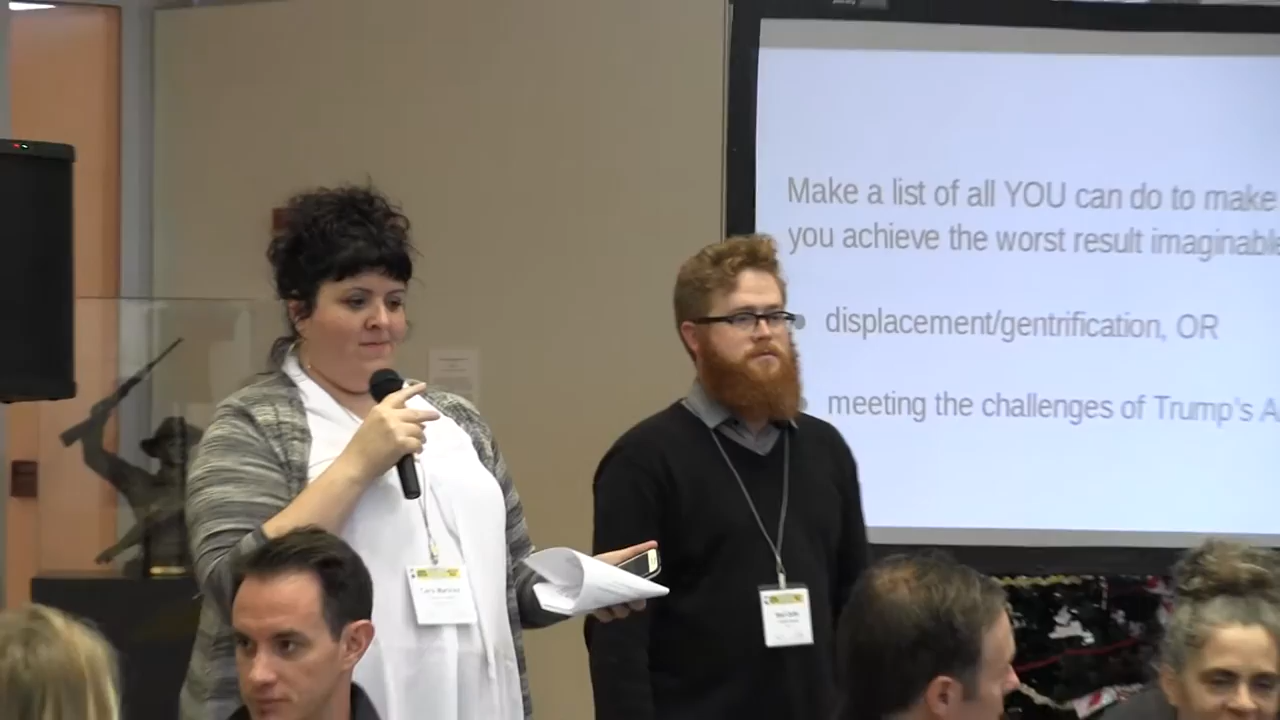 Make a list of all YOU can do to make
you achieve the worst result imaginable
displacement/gentrification, OR
meeting the challenges of Trump's A